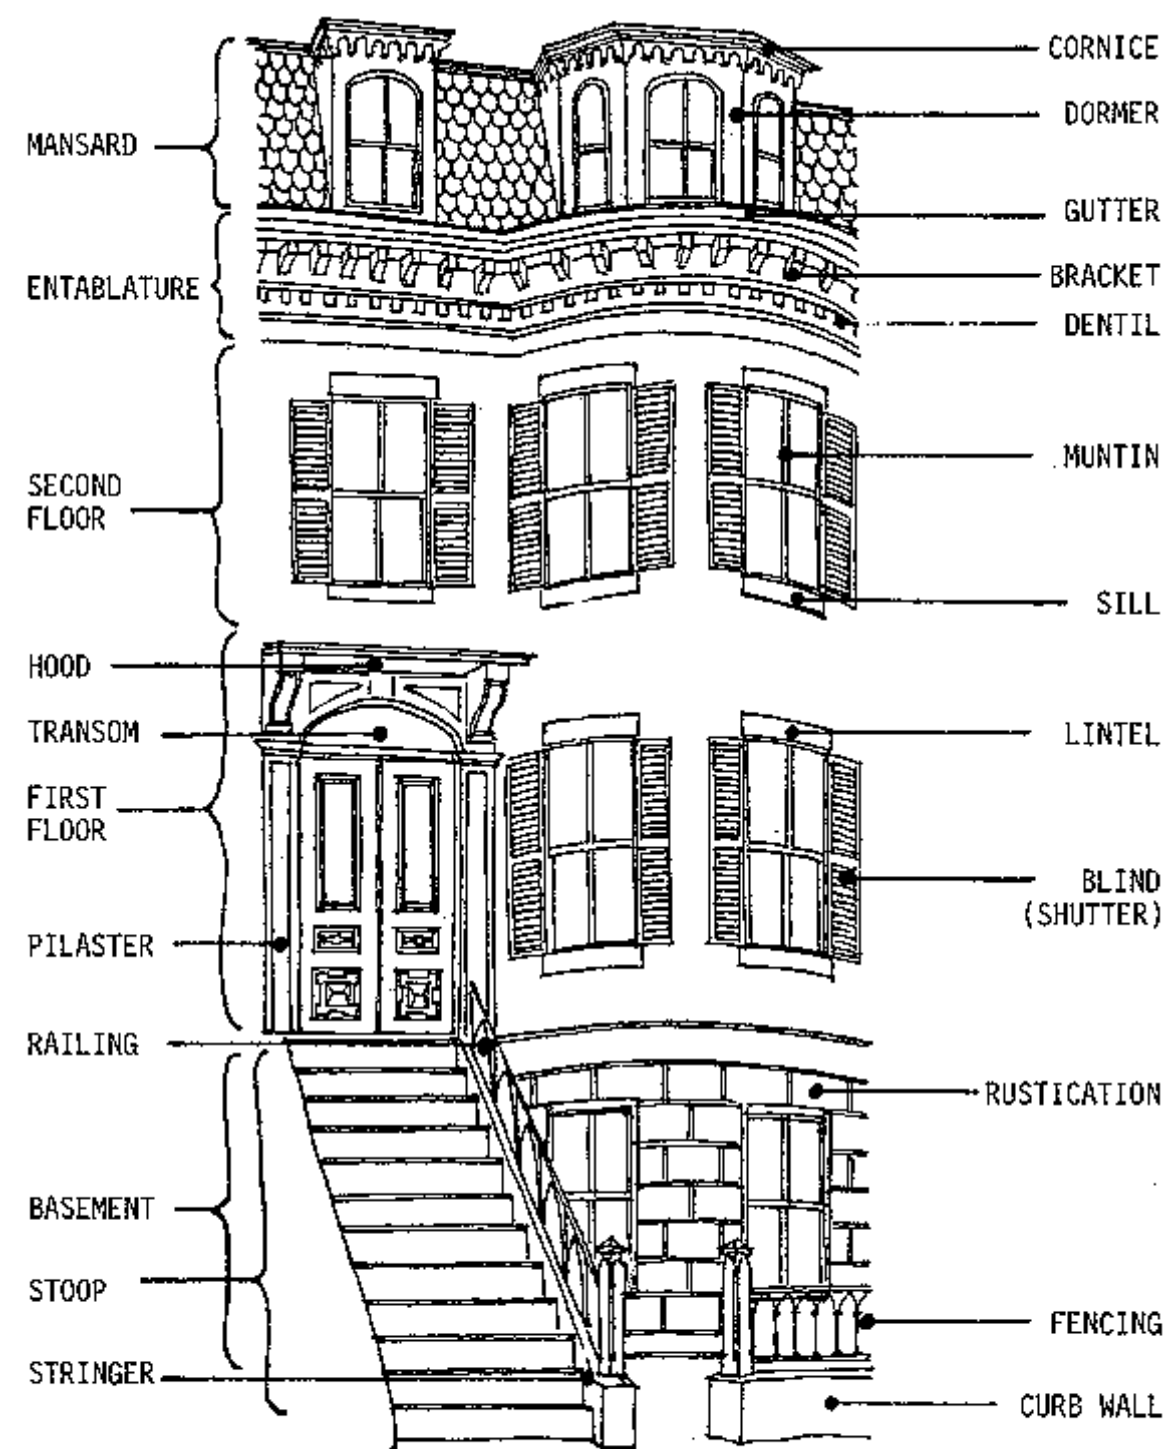 MANSARD
ENTABLATURE
SECOND
FLOOR
HOOD
TRANSOM
FIRST
FLOOR
PILASTER
RAILING
BASEMENT
STOOP
STRINGER
CORNICE
DORMER
GUTTER
BRACKET
DENTIL
MUNTIN
SILL
LINTEL
BLIND
(SHUTTER)
RUSTICATION
FENCING
CURB WALL